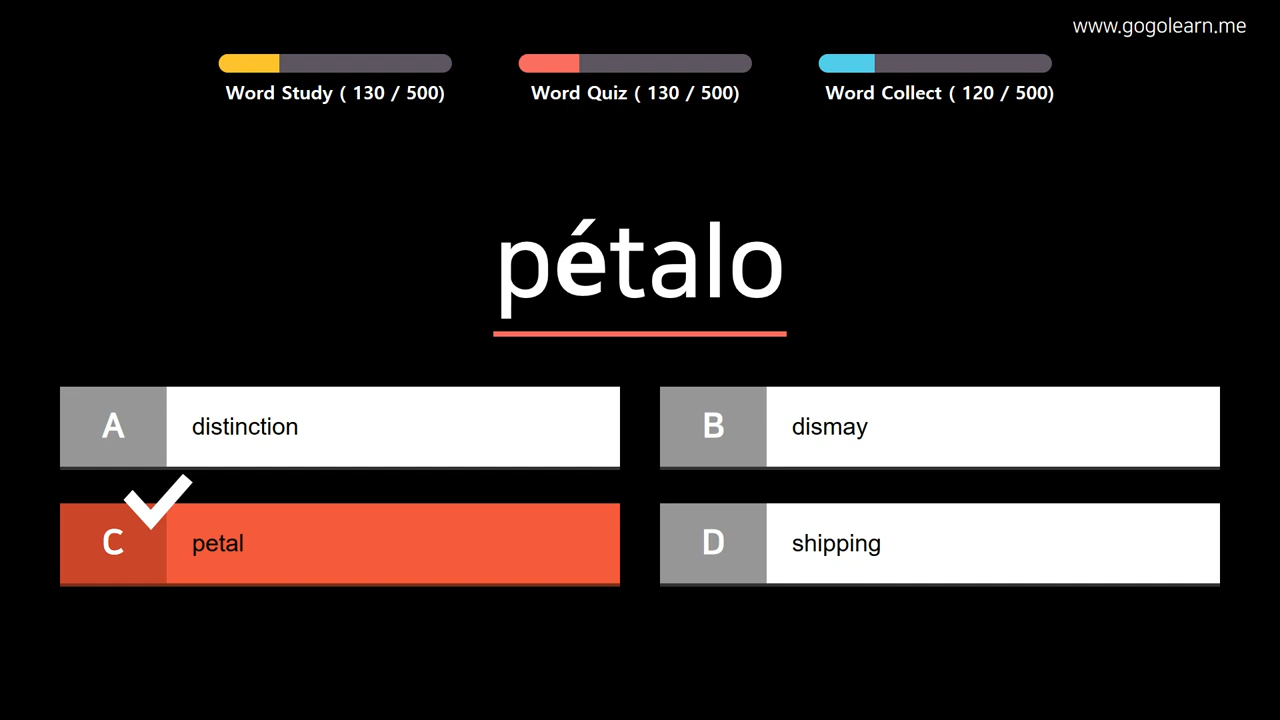 www.gogolearn.me
Word Study ( 130 / 500)
Word Quiz ( 130 / 500)
Word Collect ( 120 / 500)
pétalo
A
distinction
B
dismay
C
petal
D
shipping